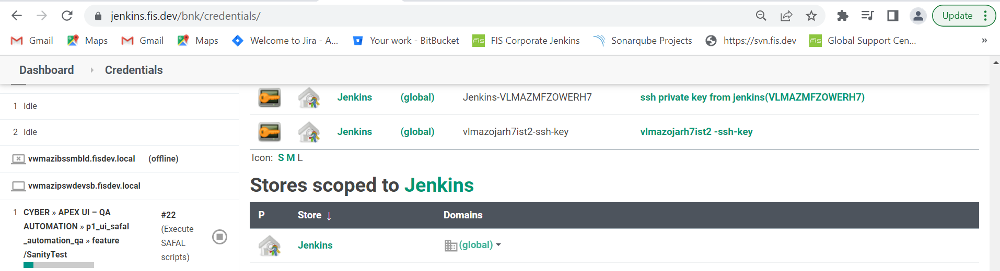 jenkins.fis.dev/bnk/credentials/
Update
Gmail Maps Gmail Maps Welcome to Jira - A... Your work - BitBucket FIS FIS Corporate Jenkins Sonarqube Projects https://svn.fis.dev FIS Global Support Cen... »
Dashboard Credentials
Jenkins (global) Jenkins-VLMAZMFZOWERH7 ssh private key from jenkins(VLMAZMFZOWERH7)
1 Idle
2 Idle
Jenkins (global) vlmazojarh7ist2-ssh-key vlmazojarh7ist2 -ssh-key
Icon: S M L
vwmazibssmbld.fisdev.local (offline)
vwmazipswdevsb.fisdev.local
Stores scoped to Jenkins
1 CYBER » APEX UI – QA
AUTOMATION » p1_ui_safal
_automation_qa » feature
/SanityTest
#22
(Execute
SAFAL
scripts)
P Store ↓ Domains
Jenkins (global)